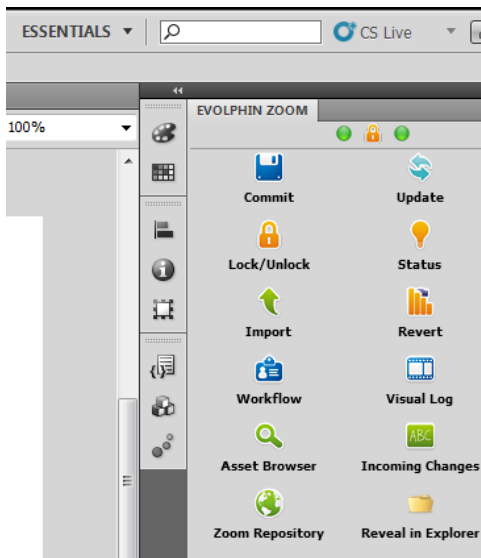 ESSENTIALS CS Live
EVOLPHIN ZOOM
100%
Commit Update
Lock/Unlock Status
Import Revert
Workflow Visual Log
ABC
Asset Browser Incoming Changes
Zoom Repository Reveal in Explorer